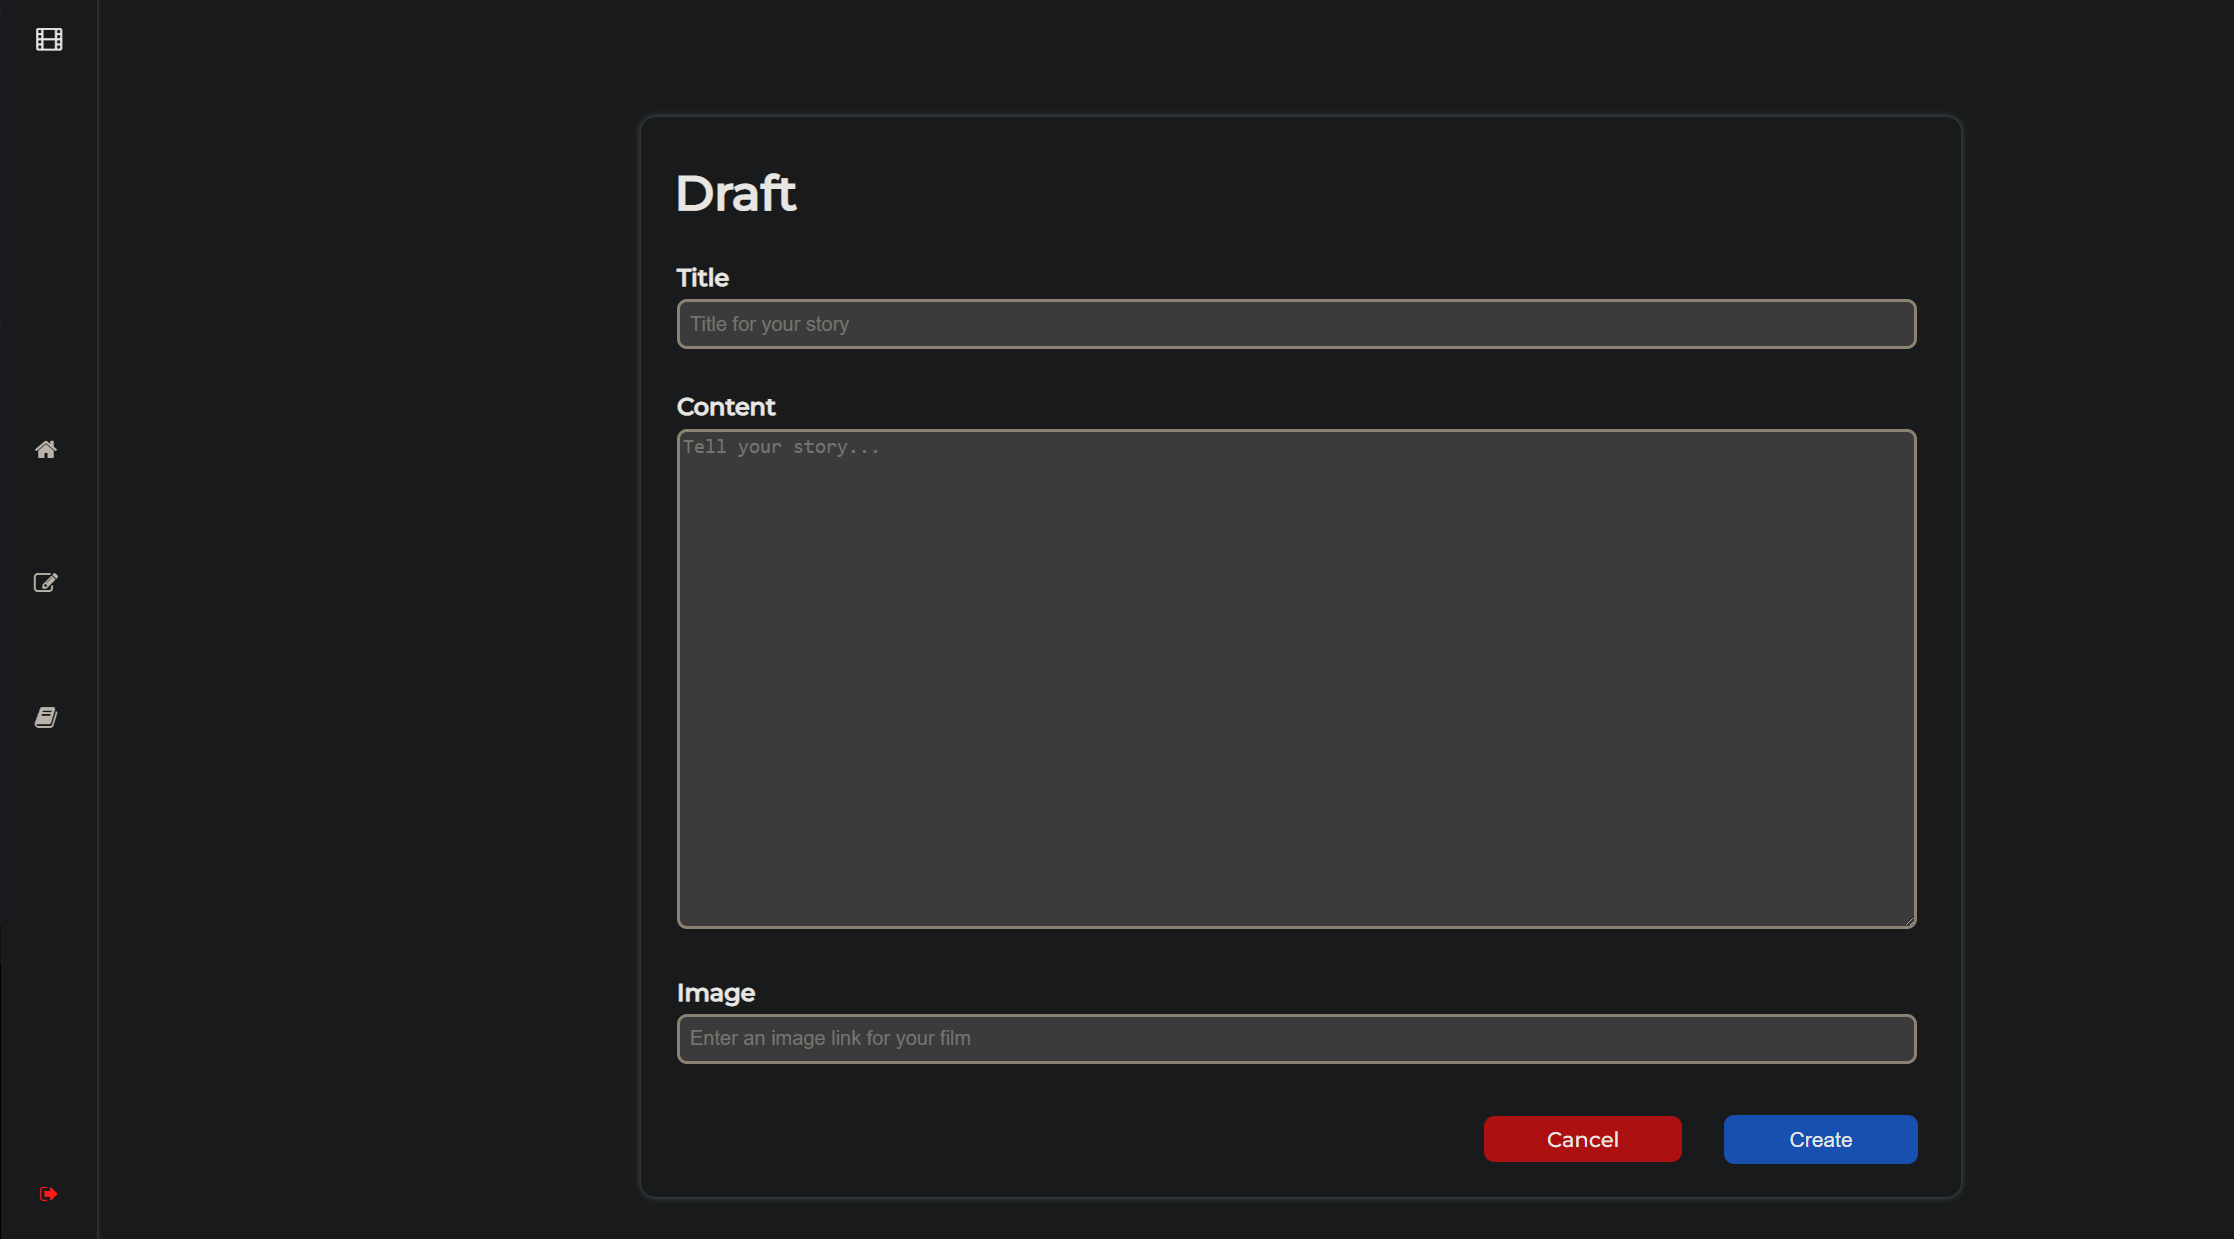 Draft
Title
Title for your story
Content
Tell your story...
Image
Enter an image link for your film
Cancel
Create